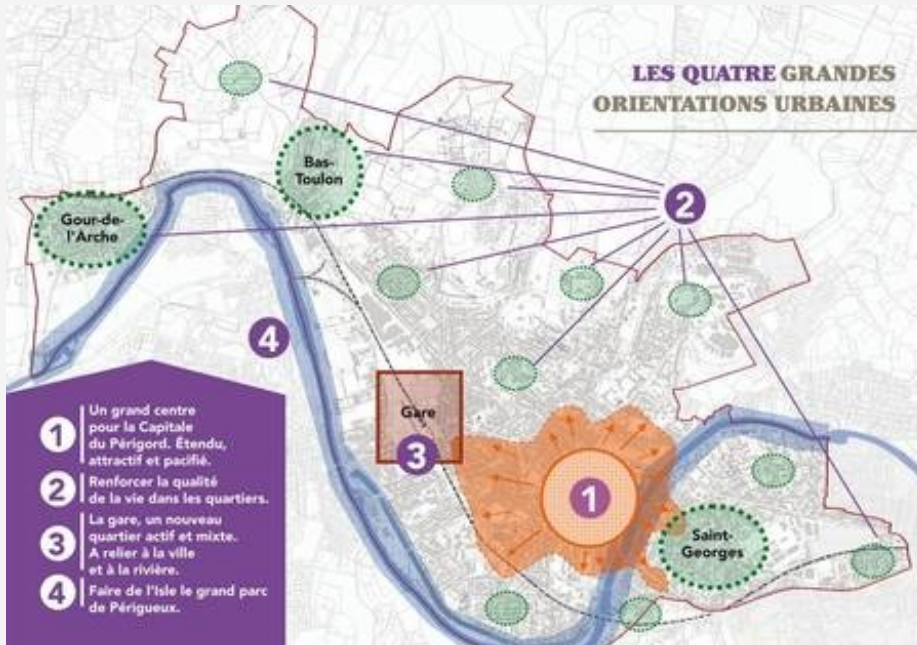 LES QUATRE GRANDES
ORIENTATIONS URBAINES
Bas-
Toulon
Gour-de-
l'Arche
2
4
Gare
3
1
Saint-
Georges
1
Un grand centre
pour la Capitale
du Périgord. Étendu,
attractif et pacifié.
2
Renforcer la qualité
de la vie dans les quartiers.
3
La gare, un nouveau
quartier actif et mixte.
A relier à la ville
et à la rivière.
4
Faire de l'Isle le grand parc
de Périgueux.